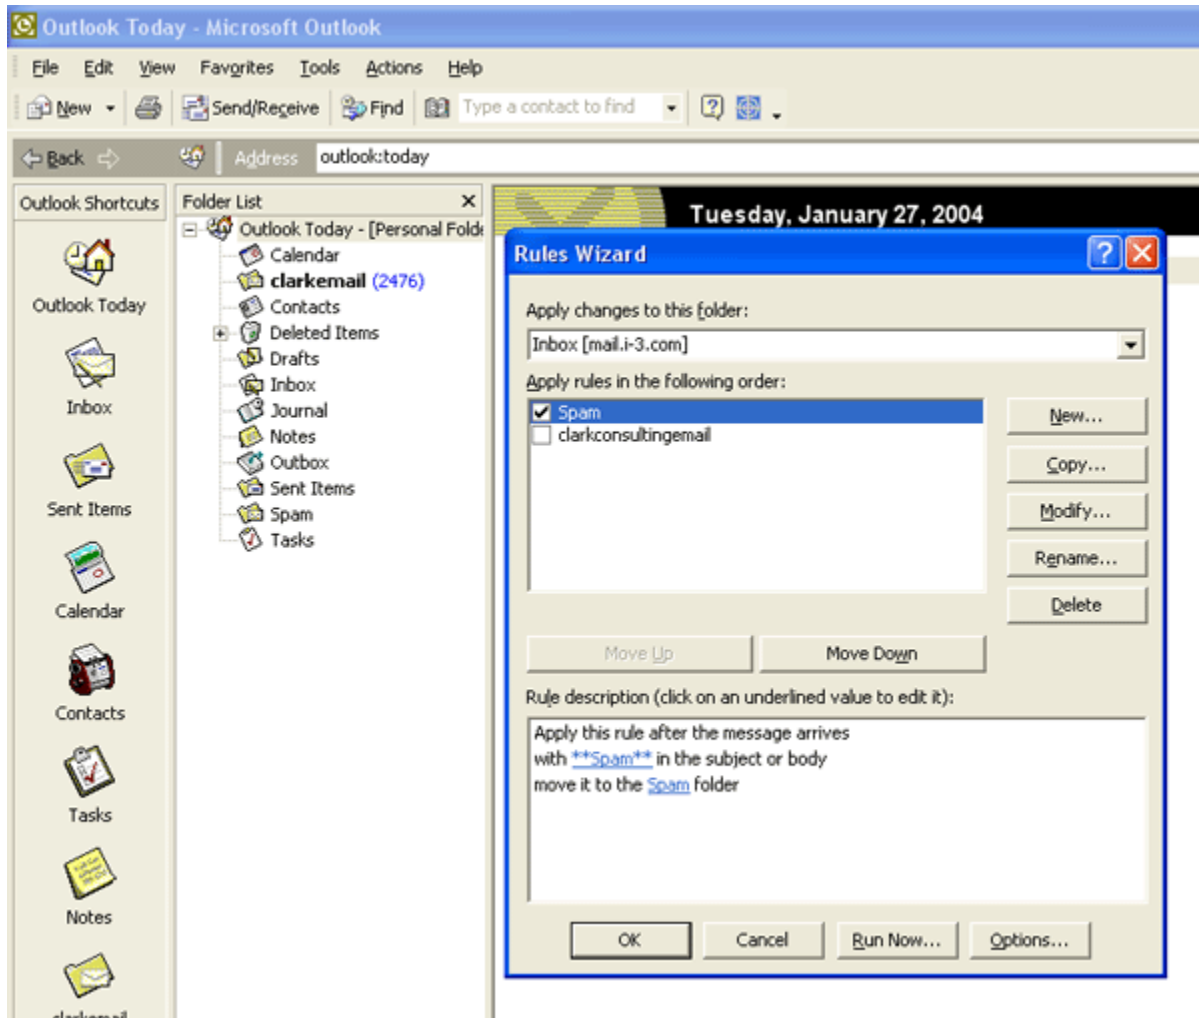 Outlook Today - Microsoft Outlook
File Edit View Favorites Tools Actions Help
New Send/Receive Find Type a contact to find
Back Address outlook:today
Outlook Shortcuts
Outlook Today
Inbox
Sent Items
Calendar
Contacts
Tasks
Notes
Folder List
Outlook Today - [Personal Folde
Calendar
clarkemail (2476)
Contacts
Deleted Items
Drafts
Inbox
Journal
Notes
Outbox
Sent Items
Spam
Tasks
Tuesday, January 27, 2004
Rules Wizard
Apply changes to this folder:
Inbox [mail.i-3.com]
Apply rules in the following order:
Spam
clarkconsultingemail
New...
Copy...
Modify...
Rename...
Delete
Move Up Move Down
Rule description (click on an underlined value to edit it):
Apply this rule after the message arrives
with **Spam** in the subject or body
move it to the Spam folder
OK Cancel Run Now... Options...